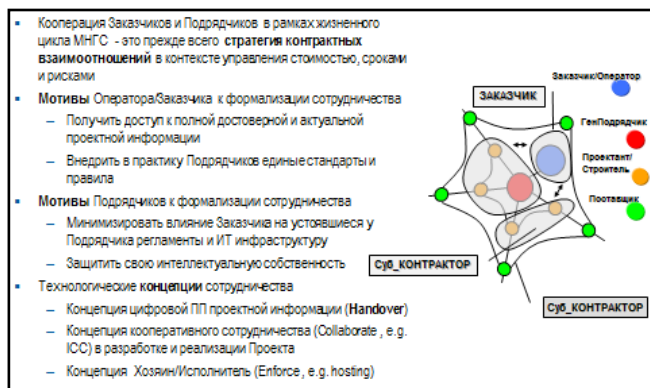 Кооперация Заказчиков и Подрядчиков в рамках жизненного
цикла МНГС - это прежде всего стратегия контрактных
взаимоотношений в контексте управления стоимостью, сроками
и рисками
Мотивы Оператора/Заказчика к формализации сотрудничества
– Получить доступ к полной достоверной и актуальной
проектной информации
– Внедрить в практику Подрядчиков единые стандарты и
правила
Мотивы Подрядчиков к формализации сотрудничества
– Минимизировать влияние Заказчика на устоявшиеся у
Подрядчика регламенты и ИТ инфраструктуру
– Защитить свою интеллектуальную собственность
Технологические концепции сотрудничества
– Концепция цифровой ПП проектной информации (Handover)
– Концепция кооперативного сотрудничества (Collaborate , e.g.
ICC) в разработке и реализации Проекта
– Концепция Хозяин/Исполнитель (Enforce , e.g. hosting)
Заказчик/Оператор
ЗАКАЗЧИК
ГенПодрядчик
Проектант/
Строитель
Поставщик
Суб_КОНТРАКТОР
Суб_КОНТРАКТОР